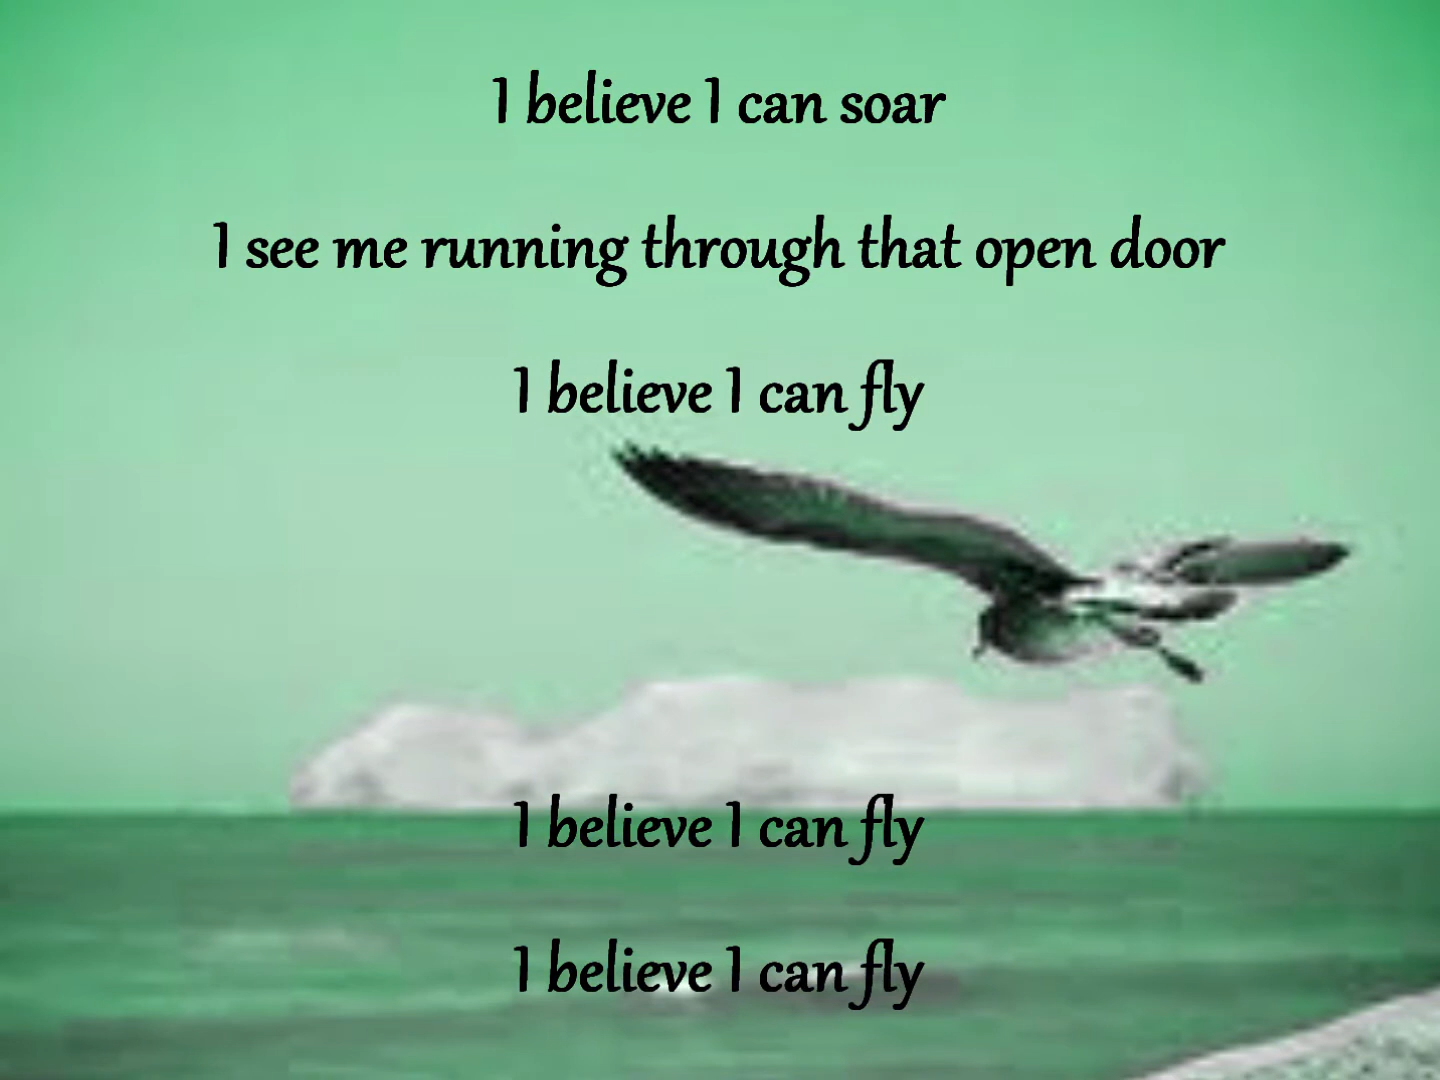 I believe I can soar
I see me running through that open door
I believe I can fly
I believe I can fly
I believe I can fly